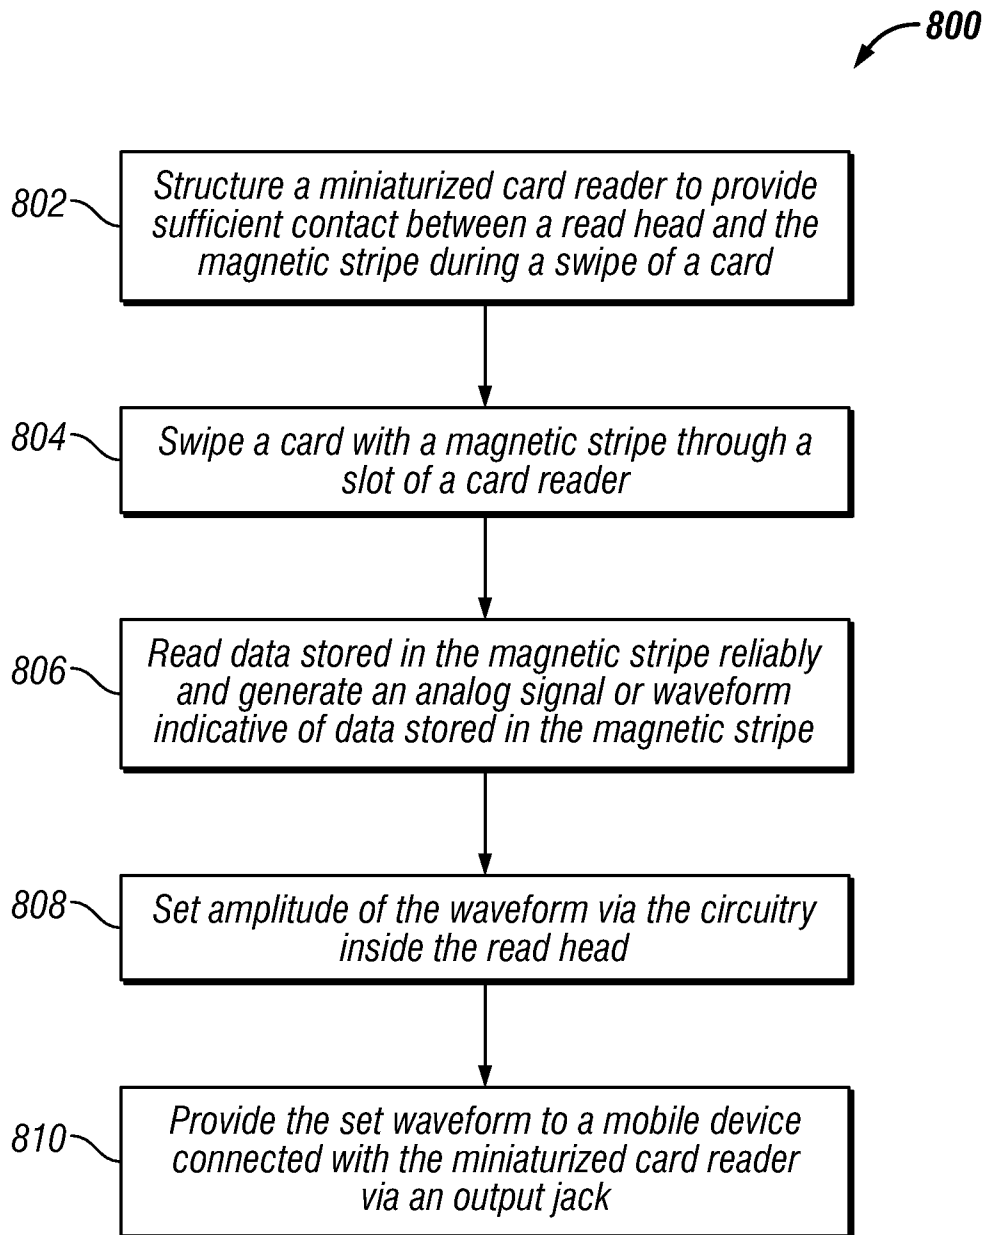 800
802
Structure a miniaturized card reader to provide
sufficient contact between a read head and the
magnetic stripe during a swipe of a card
804
Swipe a card with a magnetic stripe through a
slot of a card reader
806
Read data stored in the magnetic stripe reliably
and generate an analog signal or waveform
indicative of data stored in the magnetic stripe
808
Set amplitude of the waveform via the circuitry
inside the read head
810
Provide the set waveform to a mobile device
connected with the miniaturized card reader
via an output jack